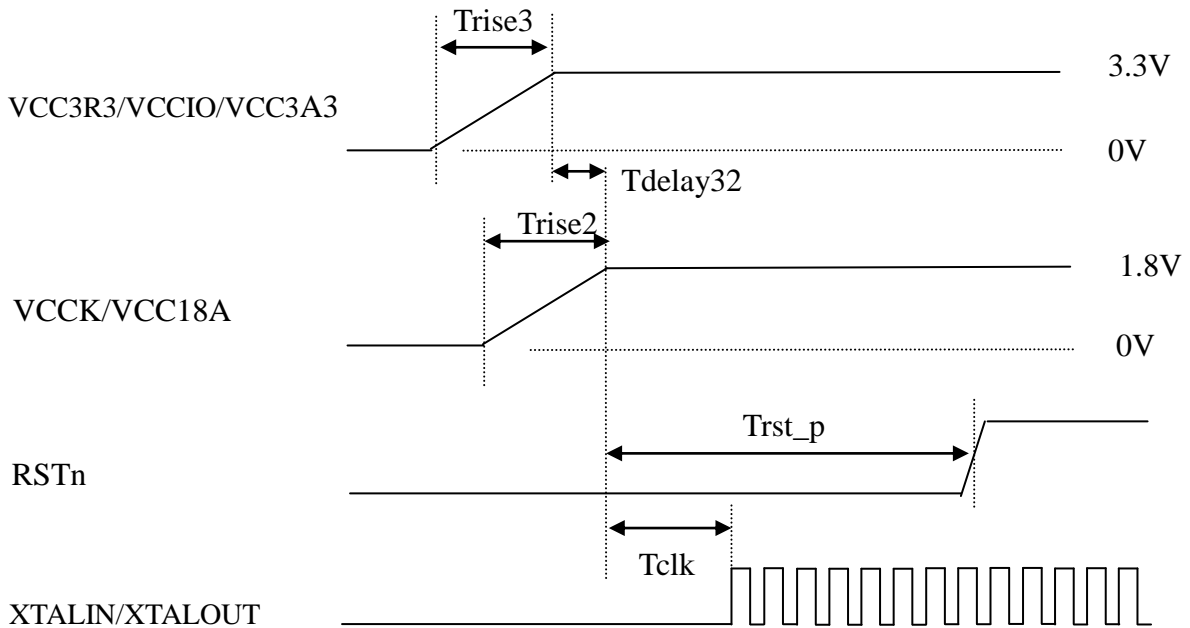 Trise3
3.3V
VCC3R3/VCCIO/VCC3A3
0V
Tdelay32
Trise2
1.8V
VCCK/VCC18A
0V
Trst_p
RSTn
Tclk
XTALIN/XTALOUT